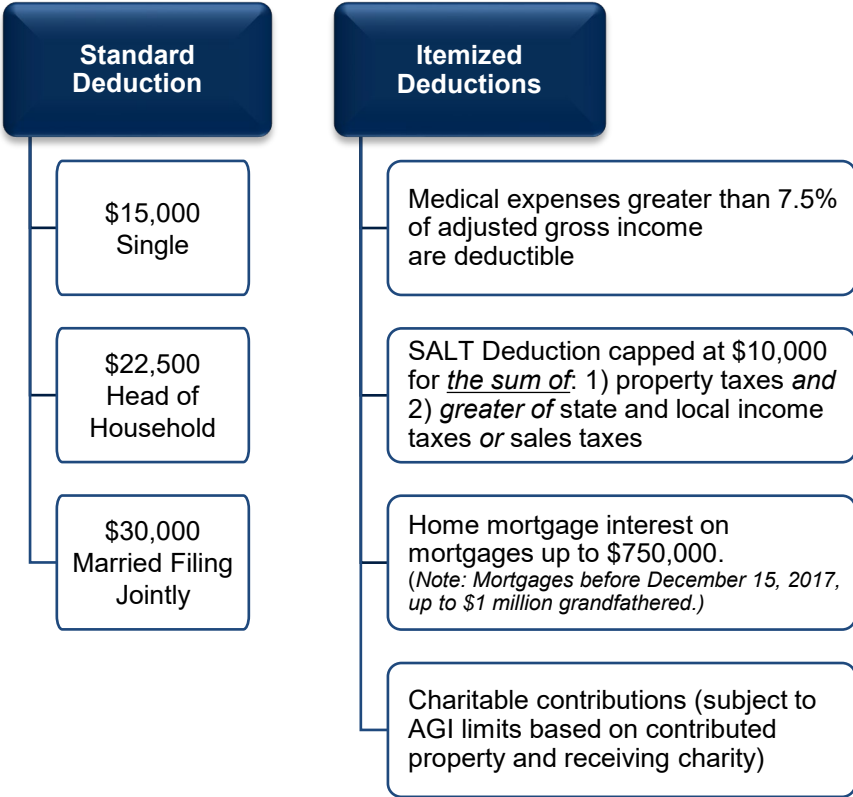 Standard
Deduction
$15,000
Single
$22,500
Head of
Household
$30,000
Married Filing
Jointly
Itemized
Deductions
Medical expenses greater than 7.5%
of adjusted gross income
are deductible
SALT Deduction capped at $10,000
for the sum of: 1) property taxes and
2) greater of state and local income
taxes or sales taxes
Home mortgage interest on
mortgages up to $750,000.
(Note: Mortgages before December 15, 2017,
up to $1 million grandfathered.)
Charitable contributions (subject to
AGI limits based on contributed
property and receiving charity)